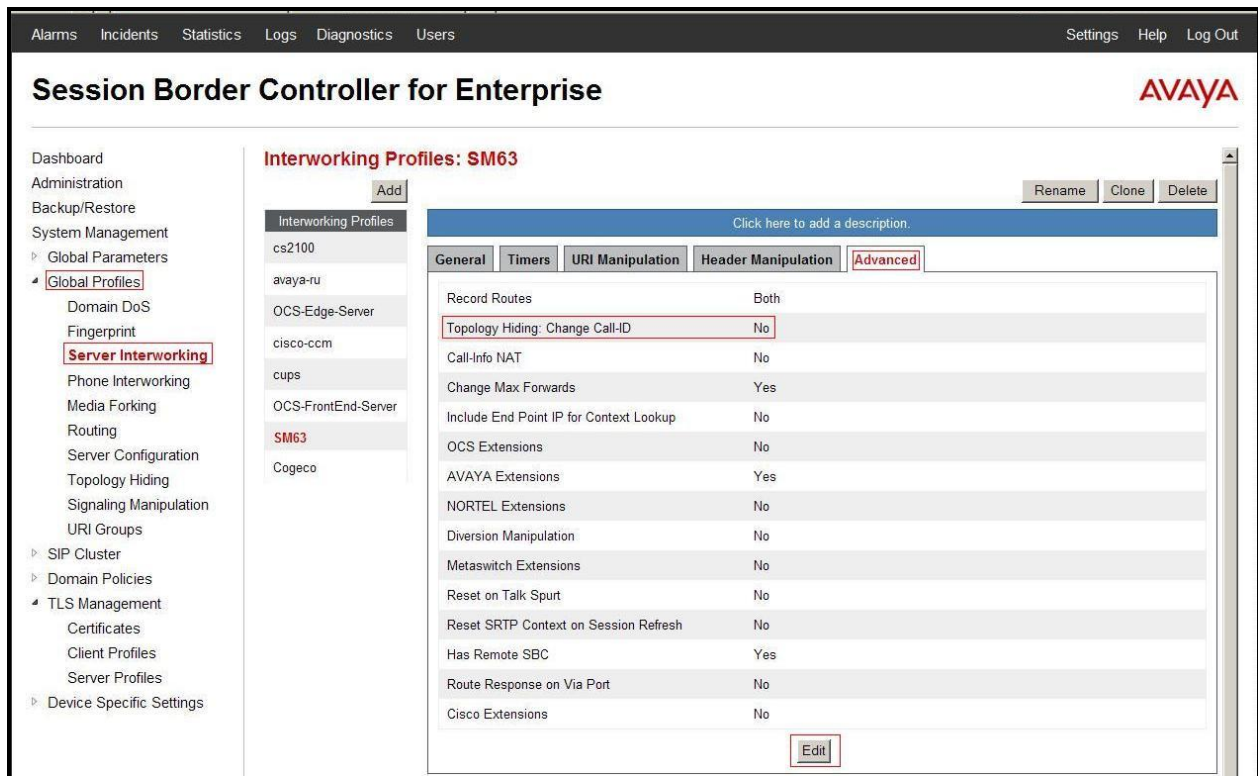 Alarms Incidents Statistics Logs Diagnostics Users Settings Help Log Out
Session Border Controller for Enterprise
AVAYA
Dashboard
Administration
Backup/Restore
System Management
Global Parameters
Global Profiles
Domain DoS
Fingerprint
Server Interworking
Phone Interworking
Media Forking
Routing
Server Configuration
Topology Hiding
Signaling Manipulation
URI Groups
SIP Cluster
Domain Policies
TLS Management
Certificates
Client Profiles
Server Profiles
Device Specific Settings
Interworking Profiles: SM63
Add
Rename Clone Delete
Interworking Profiles
cs2100
avaya-ru
OCS-Edge-Server
cisco-ccm
cups
OCS-FrontEnd-Server
SM63
Cogeco
Click here to add a description.
General Timers URI Manipulation Header Manipulation Advanced
Record Routes Both
Topology Hiding: Change Call-ID No
Call-Info NAT No
Change Max Forwards Yes
Include End Point IP for Context Lookup No
OCS Extensions No
AVAYA Extensions Yes
NORTEL Extensions No
Diversion Manipulation No
Metaswitch Extensions No
Reset on Talk Spurt No
Reset SRTP Context on Session Refresh No
Has Remote SBC Yes
Route Response on Via Port No
Cisco Extensions No
Edit